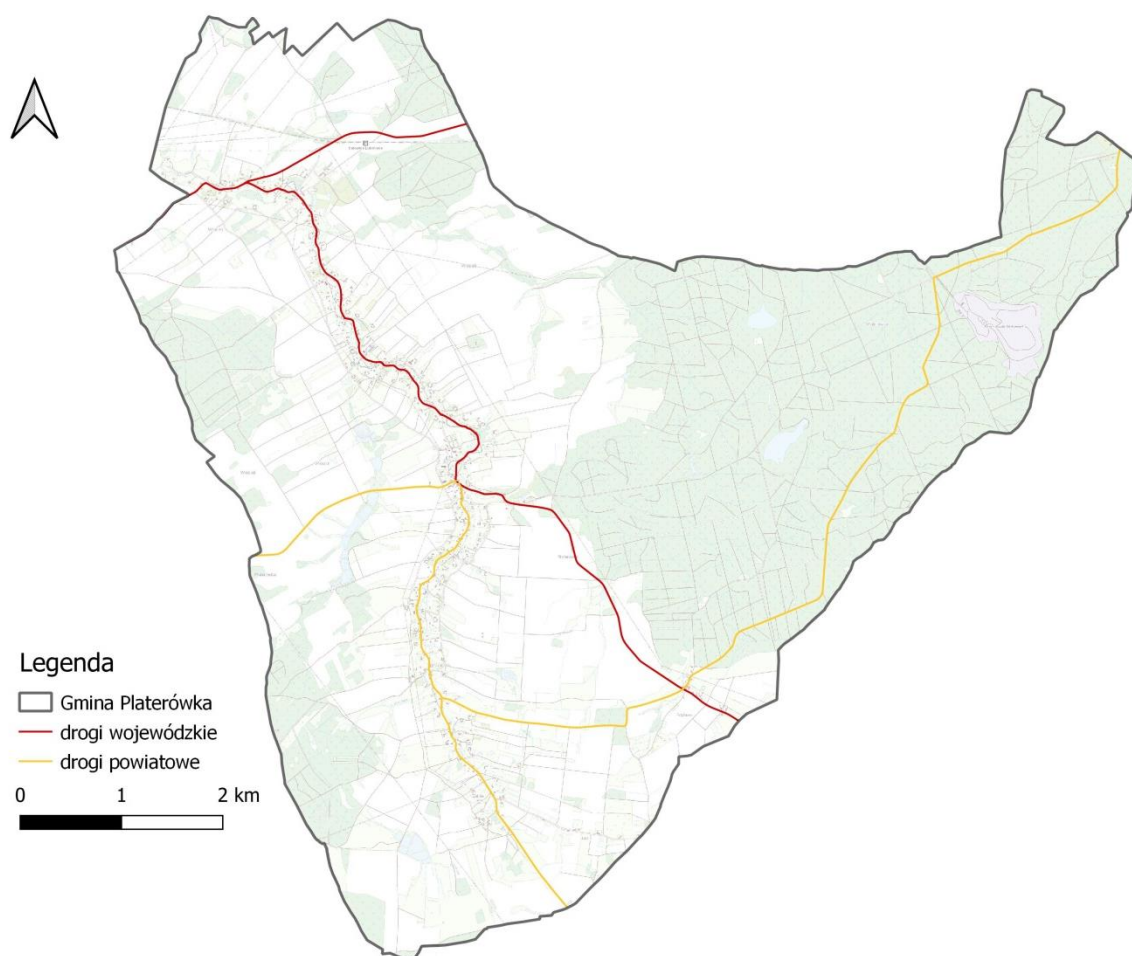 Legenda
Gmina Platerówka
drogi wojewódzkie
drogi powiatowe
0 1 2 km